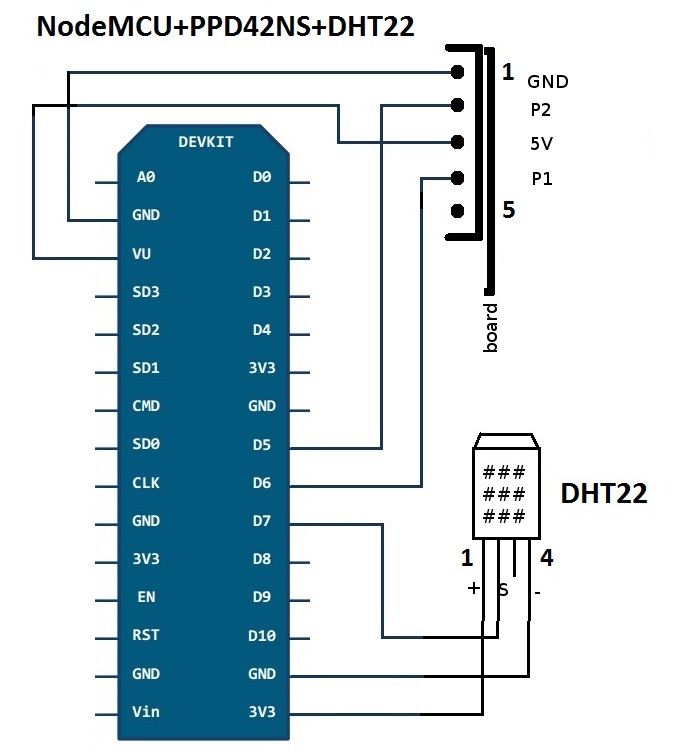 NodeMCU+PPD42NS+DHT22
1 GND
P2
5V
P1
5
board
DEVKIT
A0 D0
GND D1
VU D2
SD3 D3
SD2 D4
SD1 3V3
CMD GND
SD0 D5
CLK D6
GND D7
3V3 D8
EN D9
RST D10
GND GND
Vin 3V3
###
###
###
DHT22
1 4
+ S -